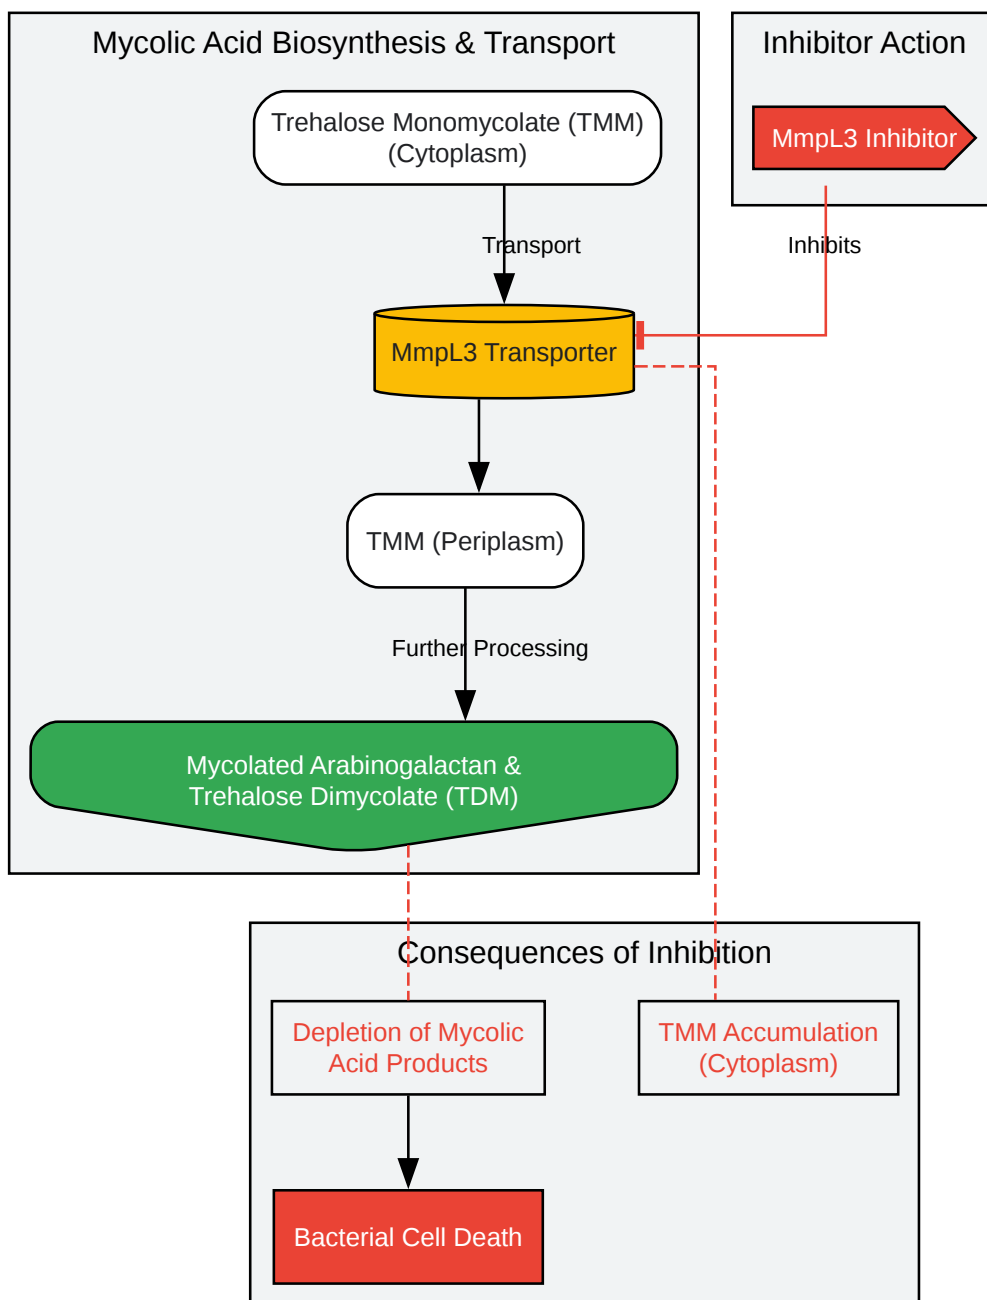 Mycolic Acid Biosynthesis & Transport
Inhibitor Action
Trehalose Monomycolate (TMM)
(Cytoplasm)
MmpL3 Inhibitor
Transport
Inhibits
MmpL3 Transporter
TMM (Periplasm)
Further Processing
Mycolated Arabinogalactan &
Trehalose Dimycolate (TDM)
Consequences of Inhibition
Depletion of Mycolic
Acid Products
TMM Accumulation
(Cytoplasm)
Bacterial Cell Death